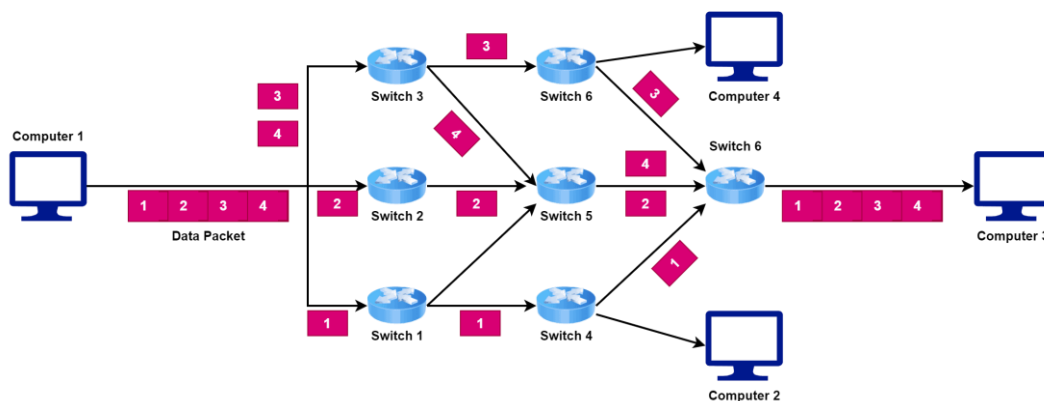 3
Switch 3
Switch 6
3
Computer 4
3
4
4
Computer 1
Switch 6
4
1 2 3 4
Data Packet
2
Switch 2
2
Switch 5
2
1 2 3 4
Computer 3
1
1
Switch 1
1
Switch 4
Computer 2